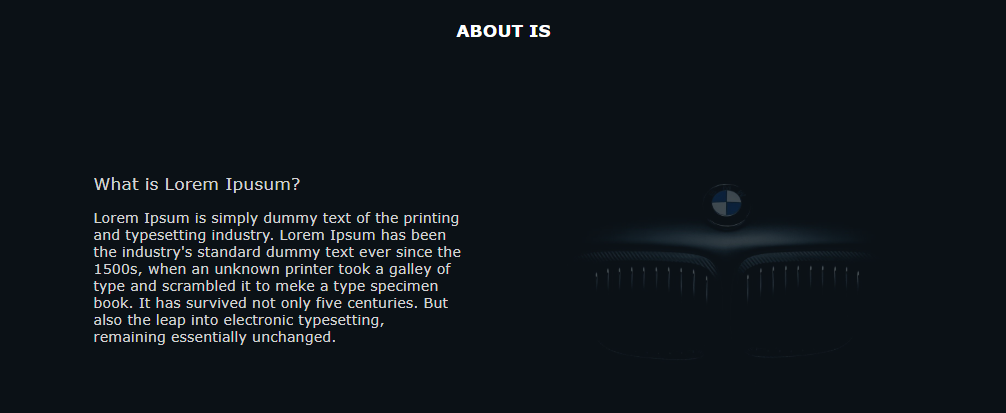 ABOUT IS
What is Lorem Ipusum?
Lorem Ipsum is simply dummy text of the printing
and typesetting industry. Lorem Ipsum has been
the industry's standard dummy text ever since the
1500s, when an unknown printer took a galley of
type and scrambled it to meke a type specimen
book. It has survived not only five centuries. But
also the leap into electronic typesetting,
remaining essentially unchanged.